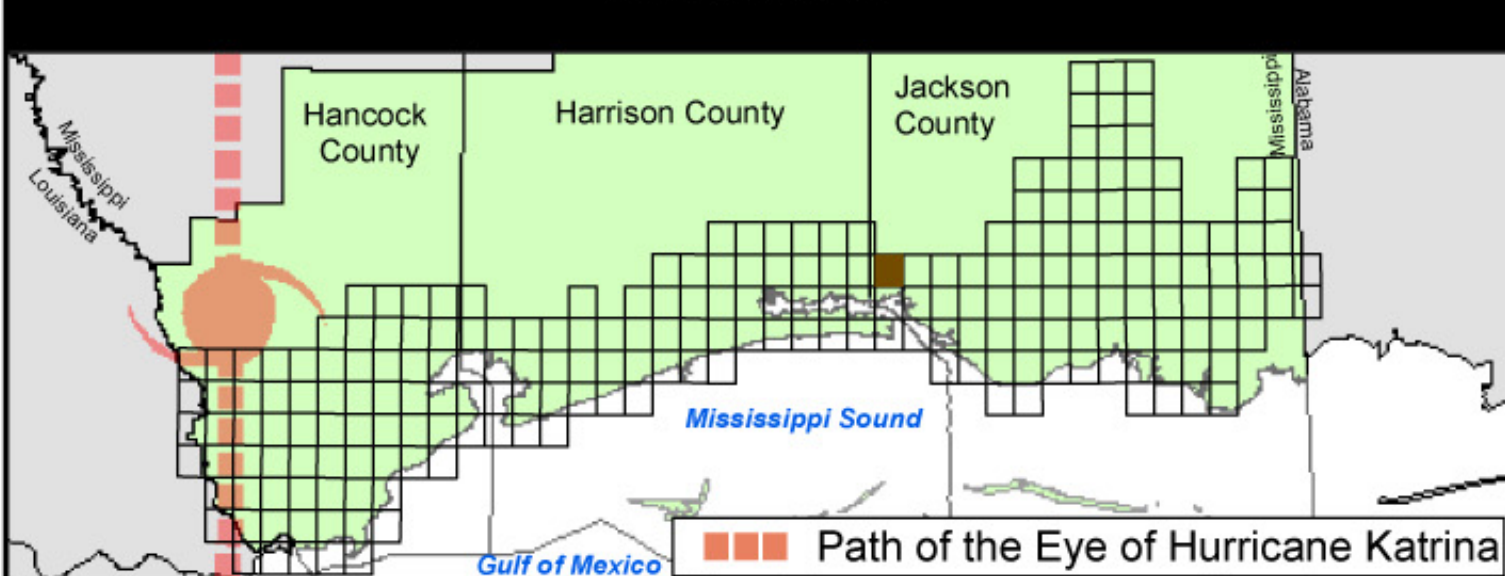 Hancock
County
Harrison County
Jackson
County
Mississippi
Alabama
Mississippi
Louisiana
Mississippi Sound
Gulf of Mexico
Path of the Eye of Hurricane Katrina